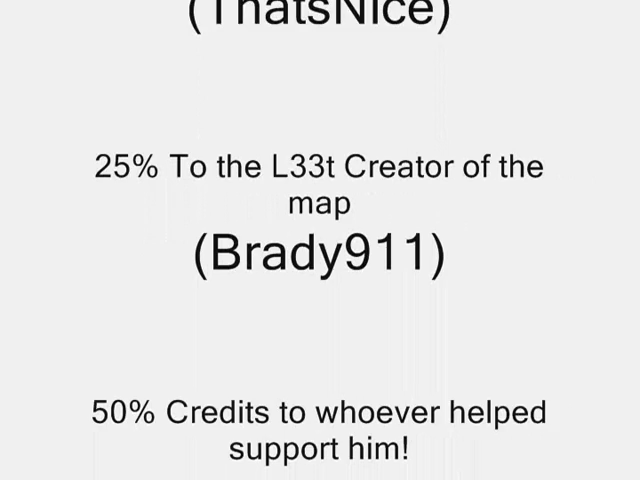 (ThatsNice)
25% To the L33t Creator of the
map
(Brady911)
50% Credits to whoever helped
support him!